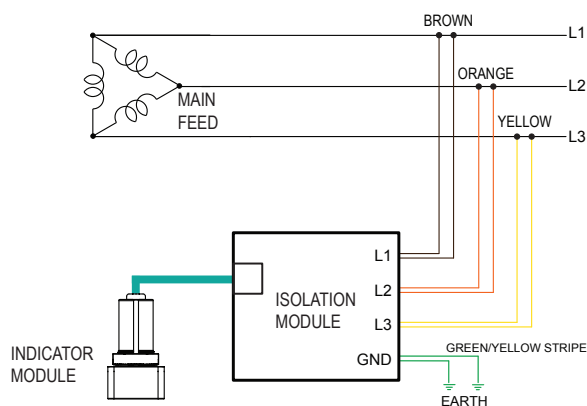 BROWN
L1
ORANGE
L2
MAIN
FEED
YELLOW
L3
L1
ISOLATION
MODULE
L2
L3
GREEN/YELLOW STRIPE
GND
INDICATOR
MODULE
EARTH